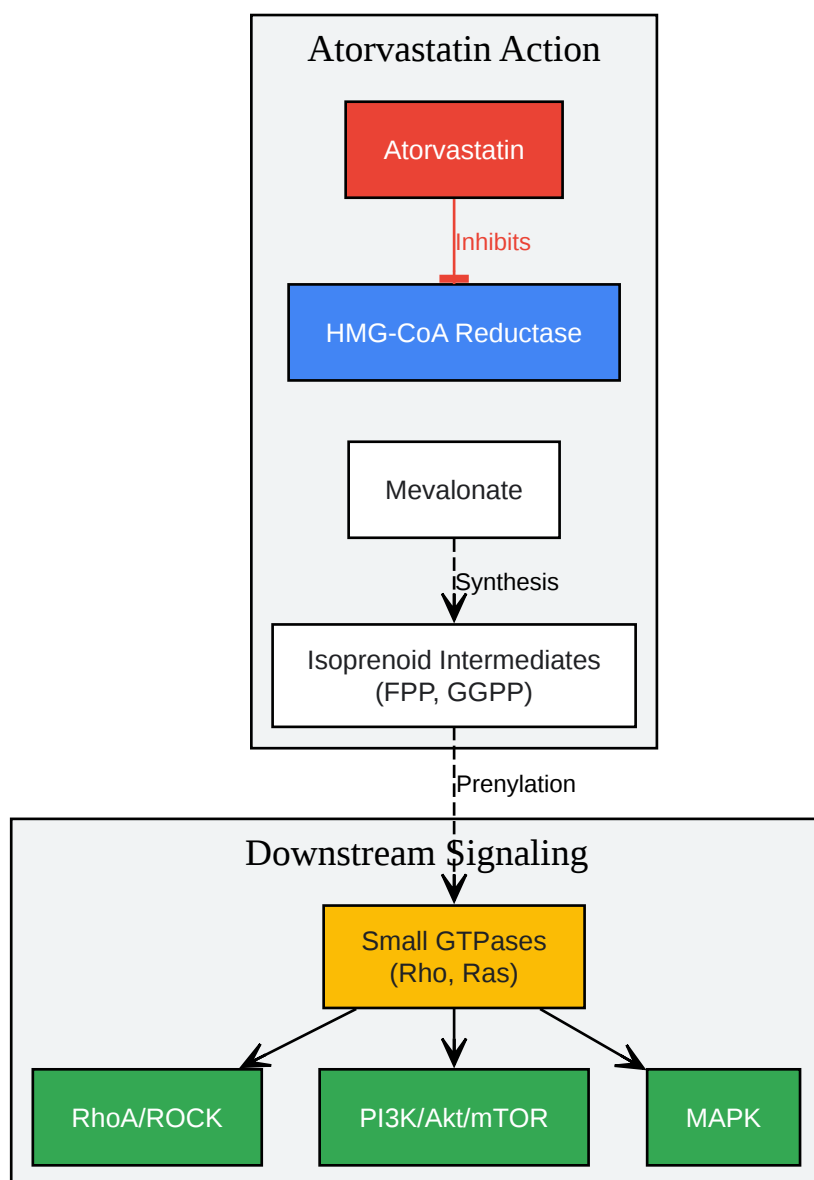 Atorvastatin Action
Atorvastatin
Inhibits
HMG-CoA Reductase
Mevalonate
Synthesis
Isoprenoid Intermediates
(FPP, GGPP)
Prenylation
Downstream Signaling
Small GTPases
(Rho, Ras)
RhoA/ROCK
PI3K/Akt/mTOR
MAPK